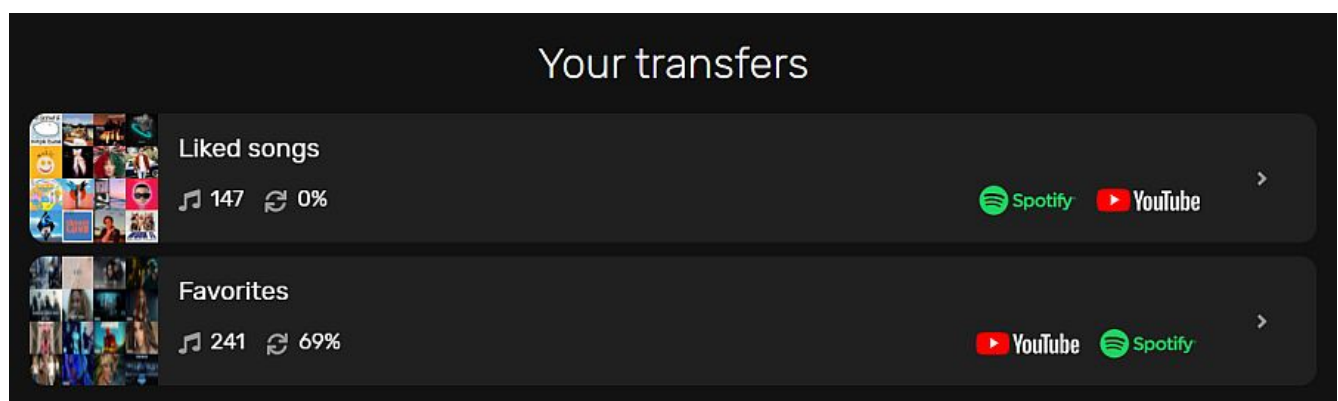 Your transfers
Liked songs
147 0%
Spotify YouTube
Favorites
241 69%
YouTube Spotify